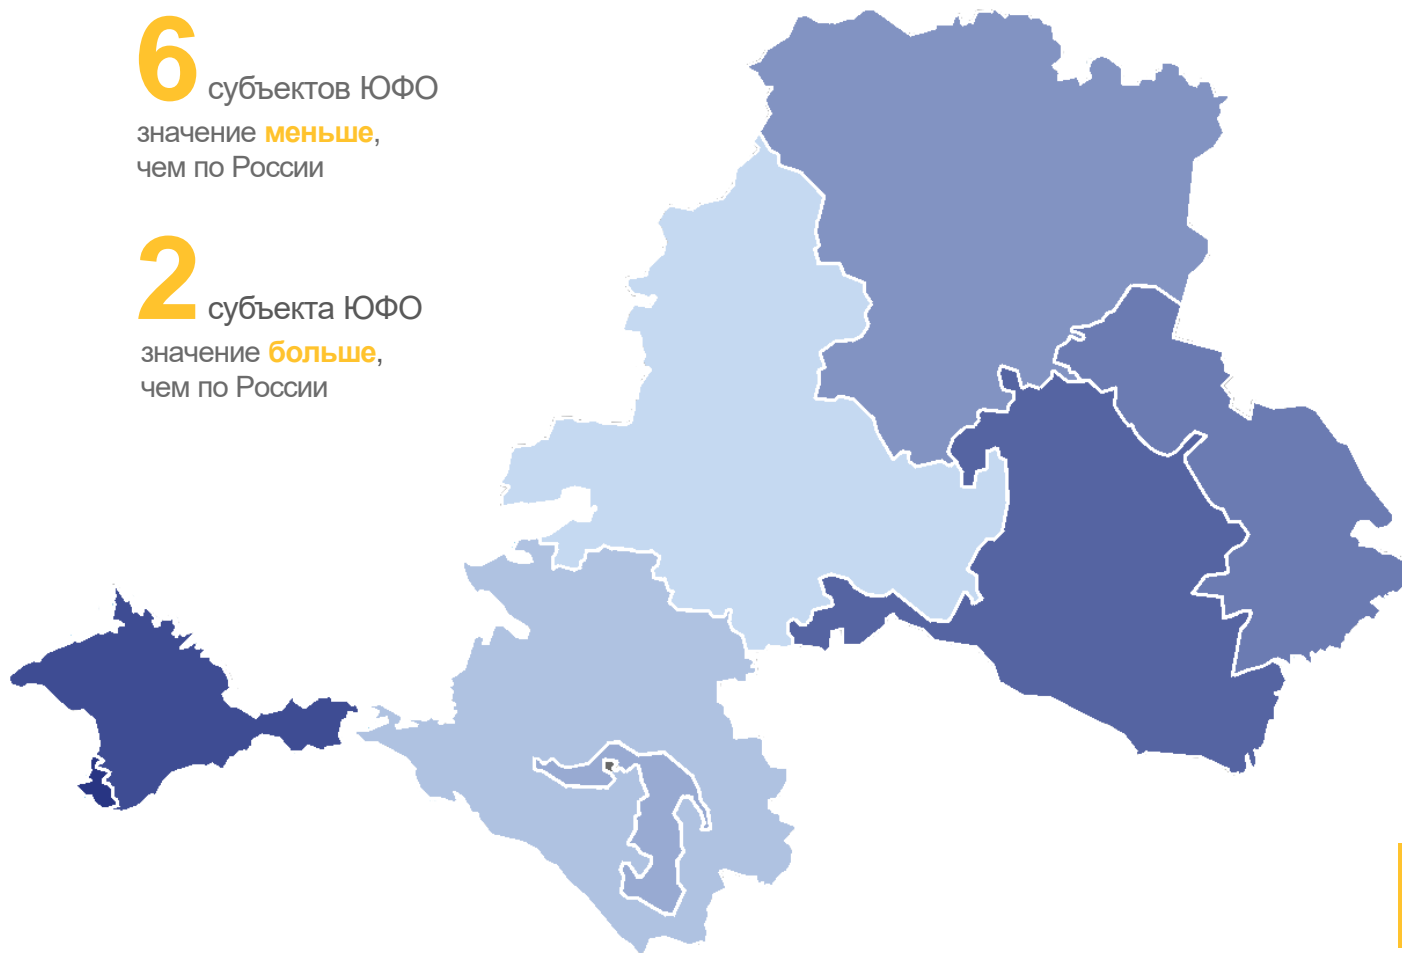 6 субъектов ЮФО
значение меньше,
чем по России
2 субъекта ЮФО
значение больше,
чем по России